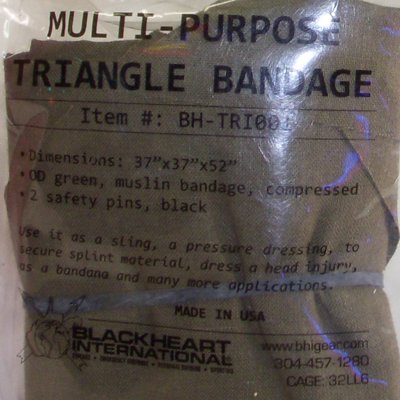 MULTI-PURPOSE
TRIANGLE BANDAGE
Item #: BH-TRI001
• Dimensions: 37”x37”x52”
• OD green, muslin bandage, compressed
• 2 safety pins, black
Use it as a sling, a pressure dressing, to
secure splint material, dress a head injury,
as a bandana and many more applications.
MADE IN USA
BLACKHEART
INTERNATIONAL
www.bhigear.com
304-457-1280
CAGE: 32LL6